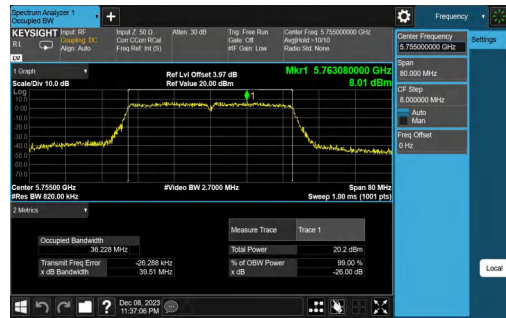 Spectrum Analyzer 1
Occupied BW
+
Frequency
KEYSIGHT
Input: RF
Input Z: 50 Ω
Atten: 30 dB
Trig: Free Run
Center Freq: 5.755000000 GHz
RL
Coupling: DC
Corr CCorr RCal
Gate: Off
Avg|Hold:>10/10
Align: Auto
Freq Ref: Int (S)
#IF Gain: Low
Radio Std: None
Center Frequency
5.755000000 GHz
Settings
Span
80.000 MHz
CF Step
8.000000 MHz
Auto
Man
Freq Offset
0 Hz
1 Graph
Scale/Div 10.0 dB
Ref Lvl Offset 3.97 dB
Ref Value 20.00 dBm
Mkr1 5.763080000 GHz
8.01 dBm
Log
10.0
0.00
-10.0
-20.0
-30.0
-40.0
-50.0
-60.0
-70.0
1
Center 5.75500 GHz
#Video BW 2.7000 MHz
Span 80 MHz
#Res BW 820.00 kHz
Sweep 1.00 ms (1001 pts)
2 Metrics
Measure Trace
Trace 1
Occupied Bandwidth
36.228 MHz
Total Power
20.2 dBm
Transmit Freq Error
-26.288 kHz
% of OBW Power
99.00 %
x dB Bandwidth
39.51 MHz
x dB
-26.00 dB
Local
?
Dec 08, 2023
11:37:06 PM